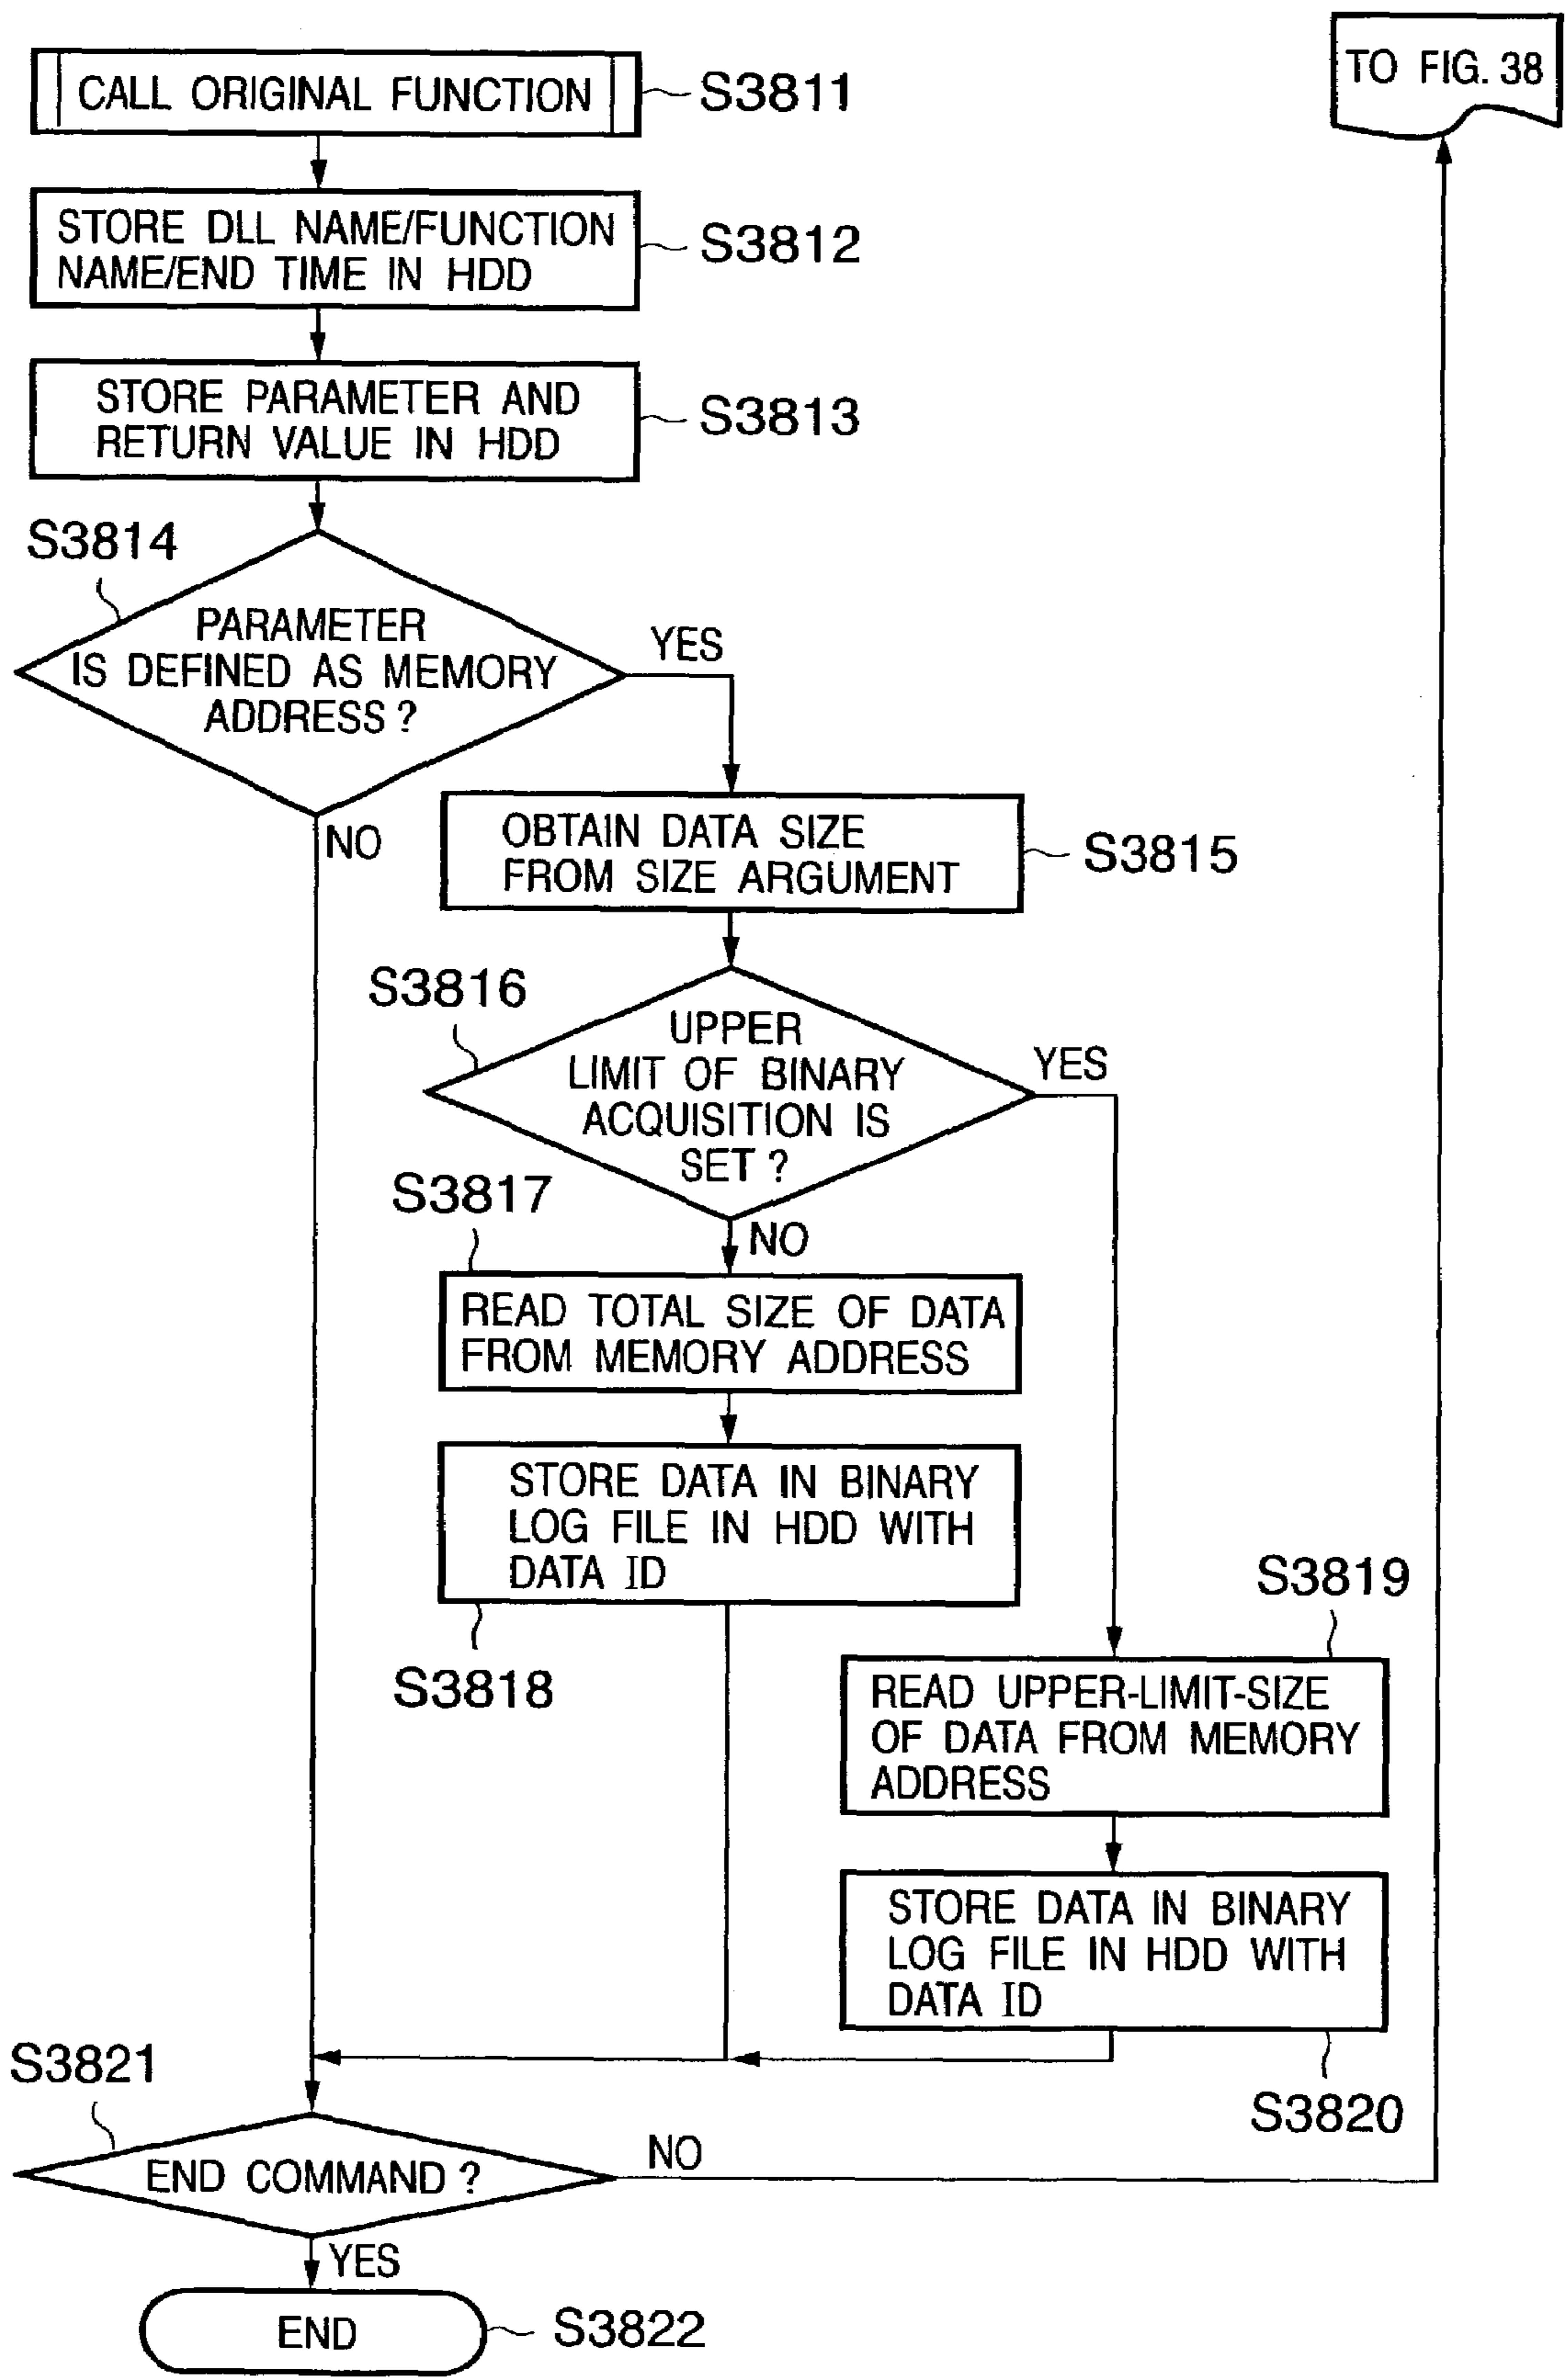 TO FIG. 38
CALL ORIGINAL FUNCTION
S3811
STORE DLL NAME/FUNCTION
NAME/END TIME IN HDD
S3812
STORE PARAMETER AND
RETURN VALUE IN HDD
S3813
S3814
PARAMETER
IS DEFINED AS MEMORY
ADDRESS ?
YES
NO
OBTAIN DATA SIZE
FROM SIZE ARGUMENT
S3815
S3816
UPPER
LIMIT OF BINARY
ACQUISITION IS
SET ?
YES
NO
S3817
READ TOTAL SIZE OF DATA
FROM MEMORY ADDRESS
STORE DATA IN BINARY
LOG FILE IN HDD WITH
DATA ID
S3818
S3819
READ UPPER-LIMIT-SIZE
OF DATA FROM MEMORY
ADDRESS
STORE DATA IN BINARY
LOG FILE IN HDD WITH
DATA ID
S3820
S3821
END COMMAND ?
NO
YES
END
S3822